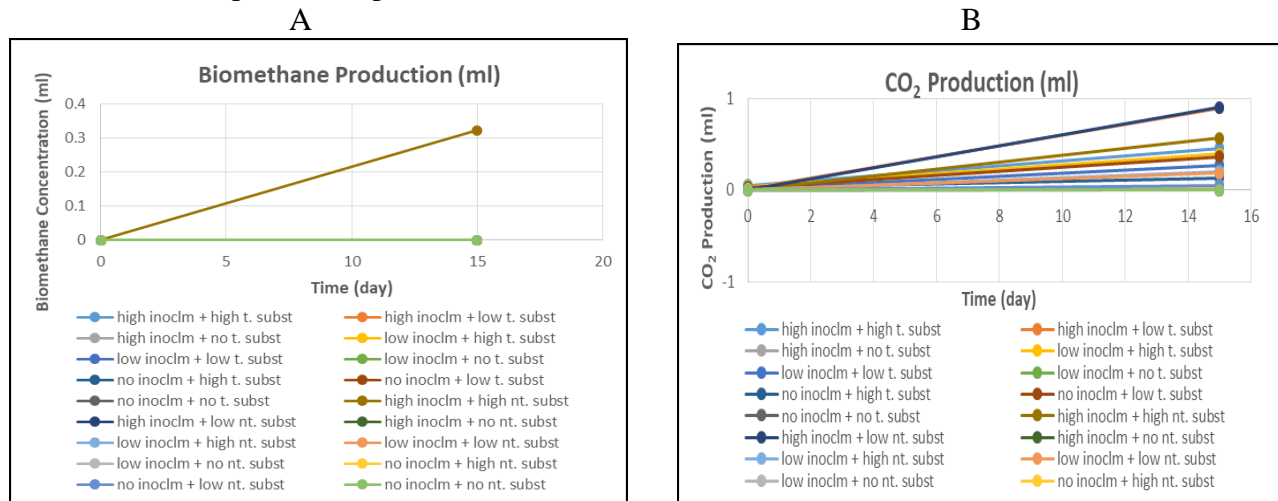 A
Biomethane Production (ml)
Biomethane Concentration (ml)
0.4
0.3
0.2
0.1
0
0 5 10 15 20
Time (day)
high inoclm + high t. subst high inoclm + low t. subst
high inoclm + no t. subst low inoclm + high t. subst
low inoclm + low t. subst low inoclm + no t. subst
no inoclm + high t. subst no inoclm + low t. subst
no inoclm + no t. subst high inoclm + high nt. subst
high inoclm + low nt. subst high inoclm + no nt. subst
low inoclm + high nt. subst low inoclm + low nt. subst
low inoclm + no nt. subst no inoclm + high nt. subst
no inoclm + low nt. subst no inoclm + no nt. subst
B
CO₂ Production (ml)
CO₂ Production (ml)
1
0
-1
0 2 4 6 8 10 12 14 16
Time (day)
high inoclm + high t. subst high inoclm + low t. subst
high inoclm + no t. subst low inoclm + high t. subst
low inoclm + low t. subst low inoclm + no t. subst
no inoclm + high t. subst no inoclm + low t. subst
no inoclm + no t. subst high inoclm + high nt. subst
high inoclm + low nt. subst high inoclm + no nt. subst
low inoclm + high nt. subst low inoclm + low nt. subst
low inoclm + no nt. subst no inoclm + high nt. subst